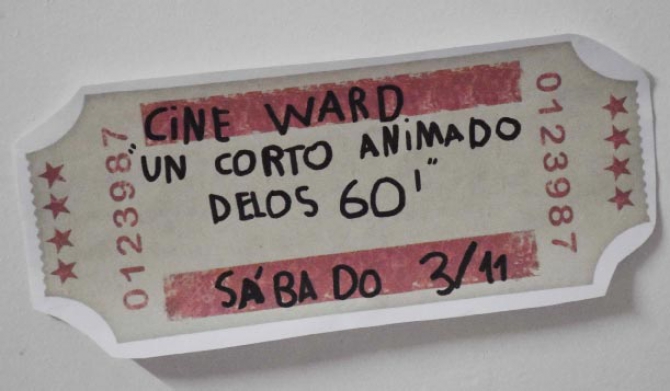 CINE WARD
"UN CORTO ANIMADO
DELOS 60'"
SÁBADO 3/11
0123987
0123987